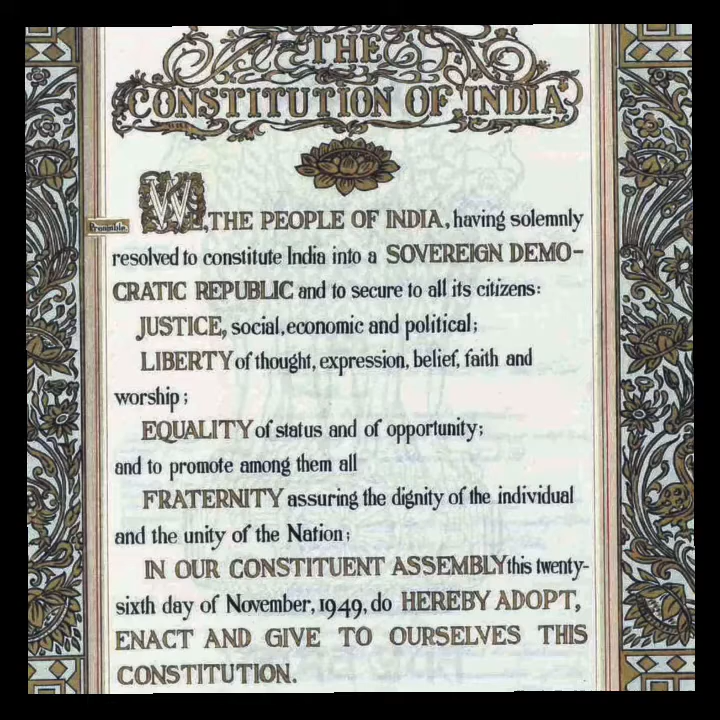 THE
CONSTITUTION OF INDIA
Preamble.
WE, THE PEOPLE OF INDIA, having solemnly
resolved to constitute India into a SOVEREIGN DEMO-
CRATIC REPUBLIC and to secure to all its citizens:
JUSTICE, social, economic and political;
LIBERTY of thought, expression, belief, faith and
worship;
EQUALITY of status and of opportunity;
and to promote among them all
FRATERNITY assuring the dignity of the individual
and the unity of the Nation;
IN OUR CONSTITUENT ASSEMBLY this twenty-
sixth day of November, 1949, do HEREBY ADOPT,
ENACT AND GIVE TO OURSELVES THIS
CONSTITUTION.